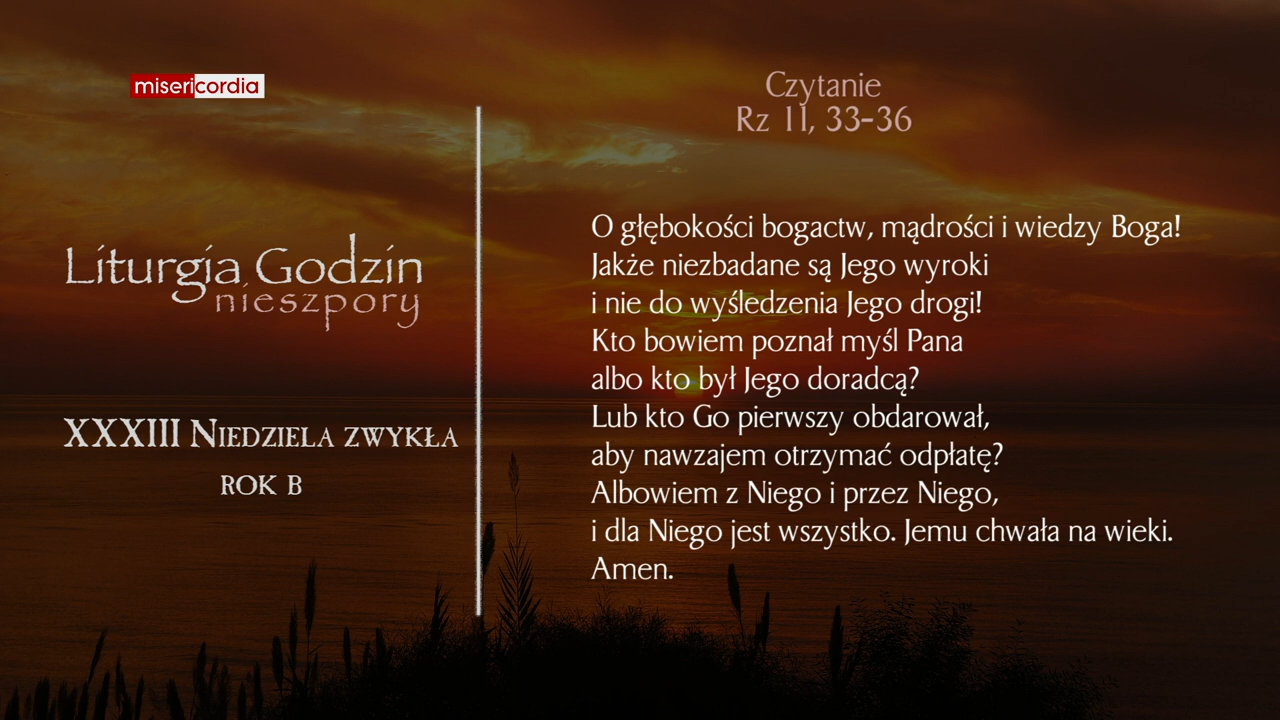 misericordia
Liturgia Godzin
nieszpory
XXXIII Niedziela zwykła
rok B
Czytanie
Rz 11, 33-36
O głębokości bogactw, mądrości i wiedzy Boga!
Jakże niezbadane są Jego wyroki
i nie do wyśledzenia Jego drogi!
Kto bowiem poznał myśl Pana
albo kto był Jego doradcą?
Lub kto Go pierwszy obdarował,
aby nawzajem otrzymać odpłatę?
Albowiem z Niego i przez Niego,
i dla Niego jest wszystko. Jemu chwała na wieki.
Amen.